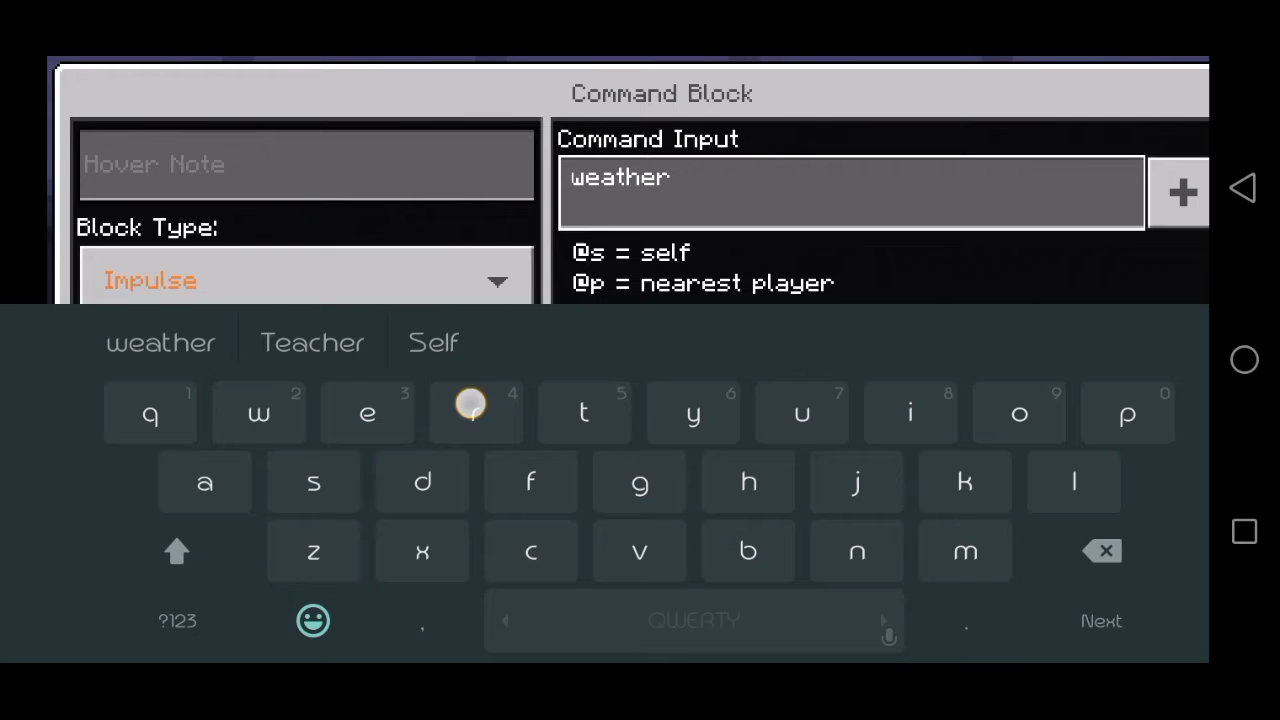 Command Block
Hover Note
Block Type:
Impulse
Command Input
weather
@s = self
@p = nearest player
weather Teacher Self
1 2 3 4 5 6 7 8 9 0
q w e r t y u i o p
a s d f g h j k l
z x c v b n m
?123 , QWERTY . Next